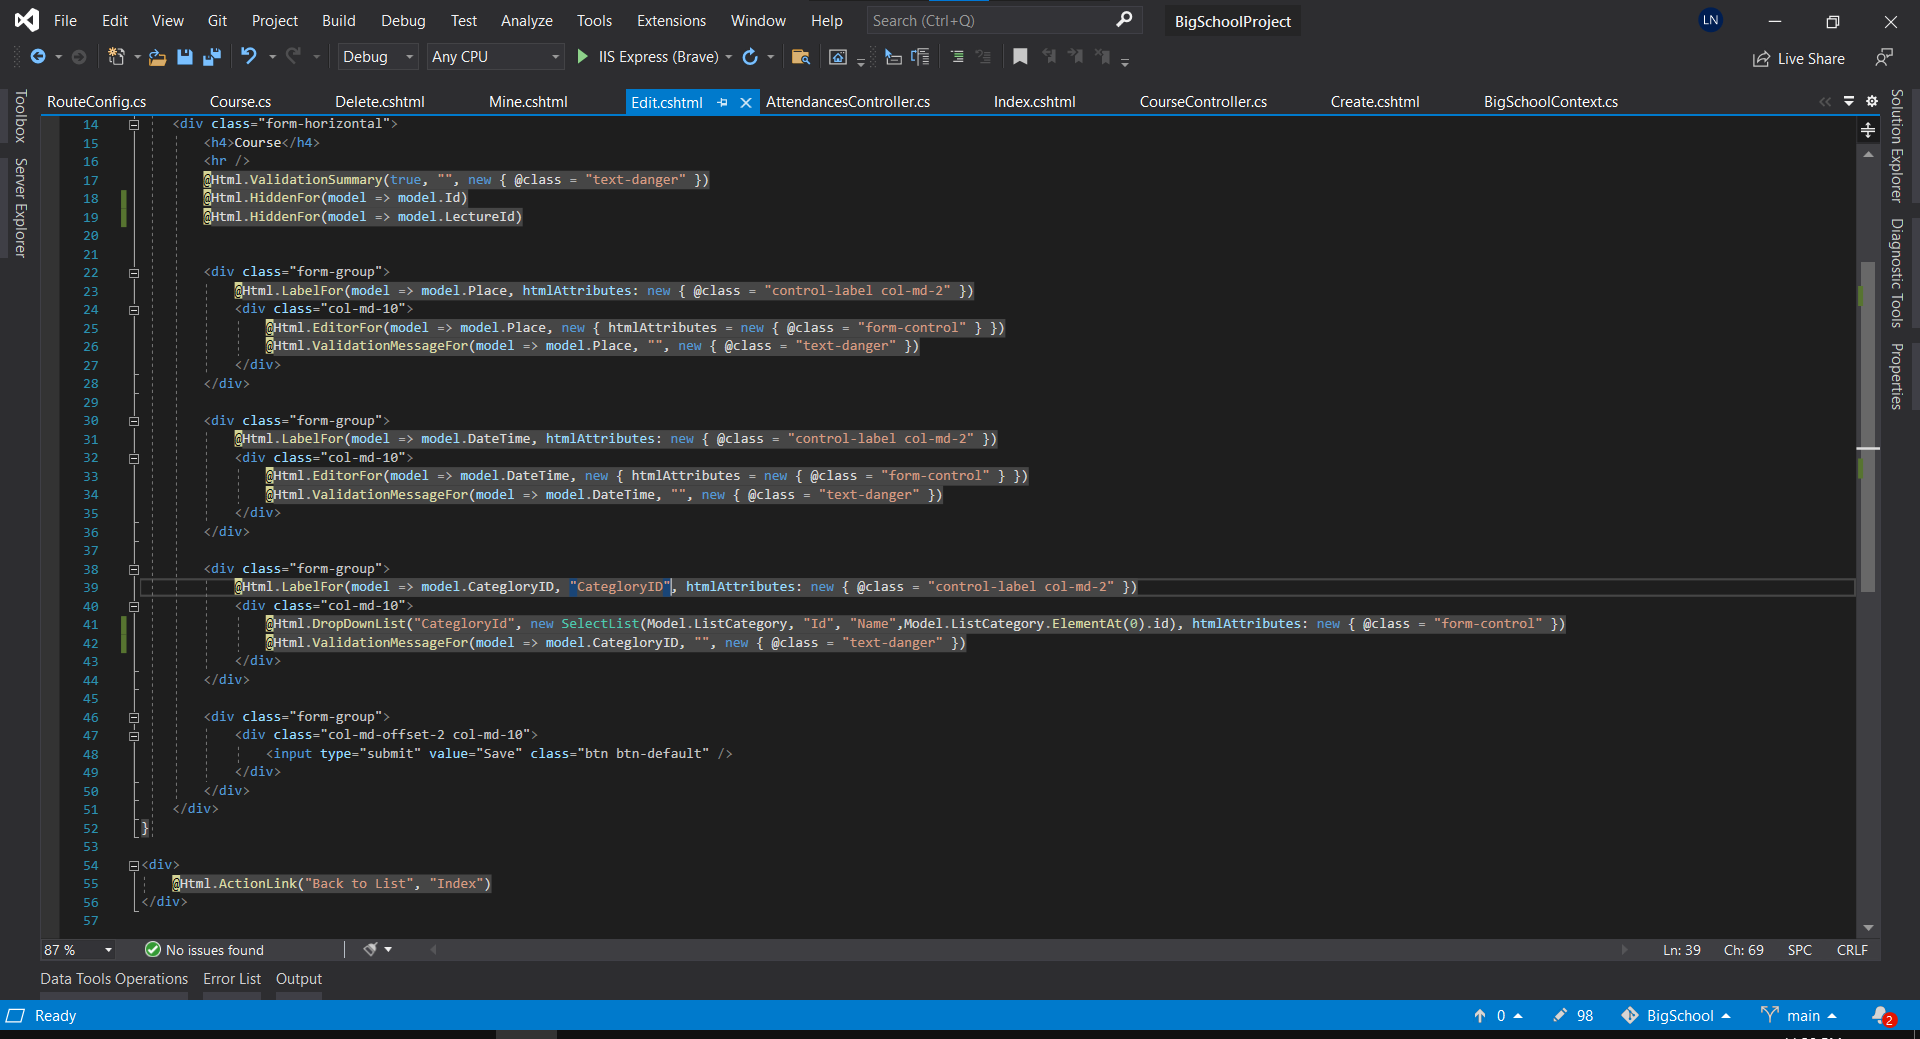 File Edit View Git Project Build Debug Test Analyze Tools Extensions Window Help Search (Ctrl+Q) BigSchoolProject LN
Debug Any CPU IIS Express (Brave) Live Share
RouteConfig.cs Course.cs Delete.cshtml Mine.cshtml Edit.cshtml AttendancesController.cs Index.cshtml CourseController.cs Create.cshtml BigSchoolContext.cs
Toolbox
Server Explorer
14 <div class="form-horizontal">
15 <h4>Course</h4>
16 <hr />
17 @Html.ValidationSummary(true, "", new { @class = "text-danger" })
18 @Html.HiddenFor(model => model.Id)
19 @Html.HiddenFor(model => model.LectureId)
20
21
22 <div class="form-group">
23 @Html.LabelFor(model => model.Place, htmlAttributes: new { @class = "control-label col-md-2" })
24 <div class="col-md-10">
25 @Html.EditorFor(model => model.Place, new { htmlAttributes = new { @class = "form-control" } })
26 @Html.ValidationMessageFor(model => model.Place, "", new { @class = "text-danger" })
27 </div>
28 </div>
29
30 <div class="form-group">
31 @Html.LabelFor(model => model.DateTime, htmlAttributes: new { @class = "control-label col-md-2" })
32 <div class="col-md-10">
33 @Html.EditorFor(model => model.DateTime, new { htmlAttributes = new { @class = "form-control" } })
34 @Html.ValidationMessageFor(model => model.DateTime, "", new { @class = "text-danger" })
35 </div>
36 </div>
37
38 <div class="form-group">
39 @Html.LabelFor(model => model.CategloryID, "CategloryID", htmlAttributes: new { @class = "control-label col-md-2" })
40 <div class="col-md-10">
41 @Html.DropDownList("CategloryId", new SelectList(Model.ListCategory, "Id", "Name",Model.ListCategory.ElementAt(0).id), htmlAttributes: new { @class = "form-control" })
42 @Html.ValidationMessageFor(model => model.CategloryID, "", new { @class = "text-danger" })
43 </div>
44 </div>
45
46 <div class="form-group">
47 <div class="col-md-offset-2 col-md-10">
48 <input type="submit" value="Save" class="btn btn-default" />
49 </div>
50 </div>
51 </div>
52 }
53
54 <div>
55 @Html.ActionLink("Back to List", "Index")
56 </div>
57
Solution Explorer
Diagnostic Tools
Properties
87 % No issues found Ln: 39 Ch: 69 SPC CRLF
Data Tools Operations Error List Output
Ready 0 98 BigSchool main 2